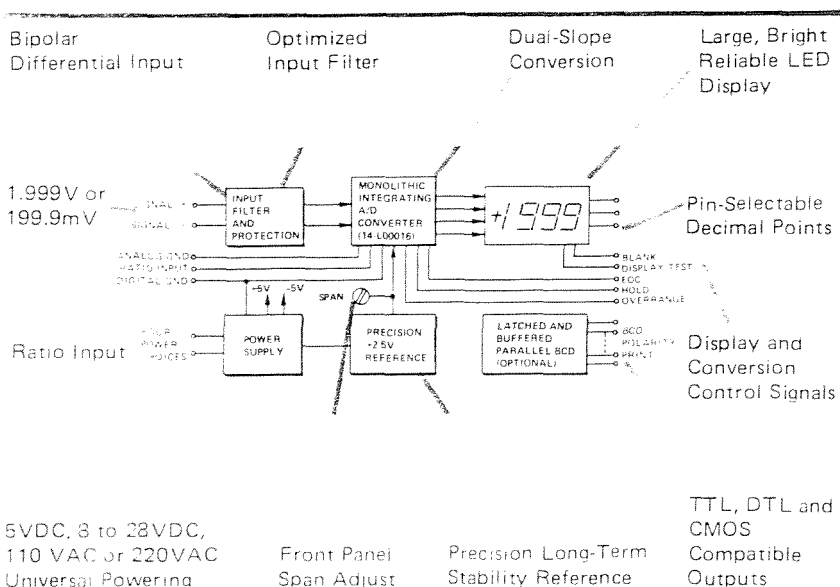 Bipolar
Differential Input
Optimized
Input Filter
Dual-Slope
Conversion
Large, Bright
Reliable LED
Display
1.999V or
199.9mV
INPUT
FILTER
AND
PROTECTION
MONOLITHIC
INTEGRATING
A/D
CONVERTER
(14-L00016)
+1999
Pin-Selectable
Decimal Points
ANALOG GND
RATIO INPUT
DIGITAL GND
BLANK
DISPLAY TEST
EOC
HOLD
OVERRANGE
-5V
SPAN
Ratio Input
POWER
POWER
SUPPLY
PRECISION
REFERENCE
LATCHED AND
BUFFERED
PARALLEL BCD
(OPTIONAL)
BCD
POLARITY
PRINT
Display and
Conversion
Control Signals
5VDC, 8 to 28VDC,
110 VAC or 220VAC
Universal Powering
Front Panel
Span Adjust
Precision Long-Term
Stability Reference
TTL, DTL and
CMOS
Compatible
Outputs